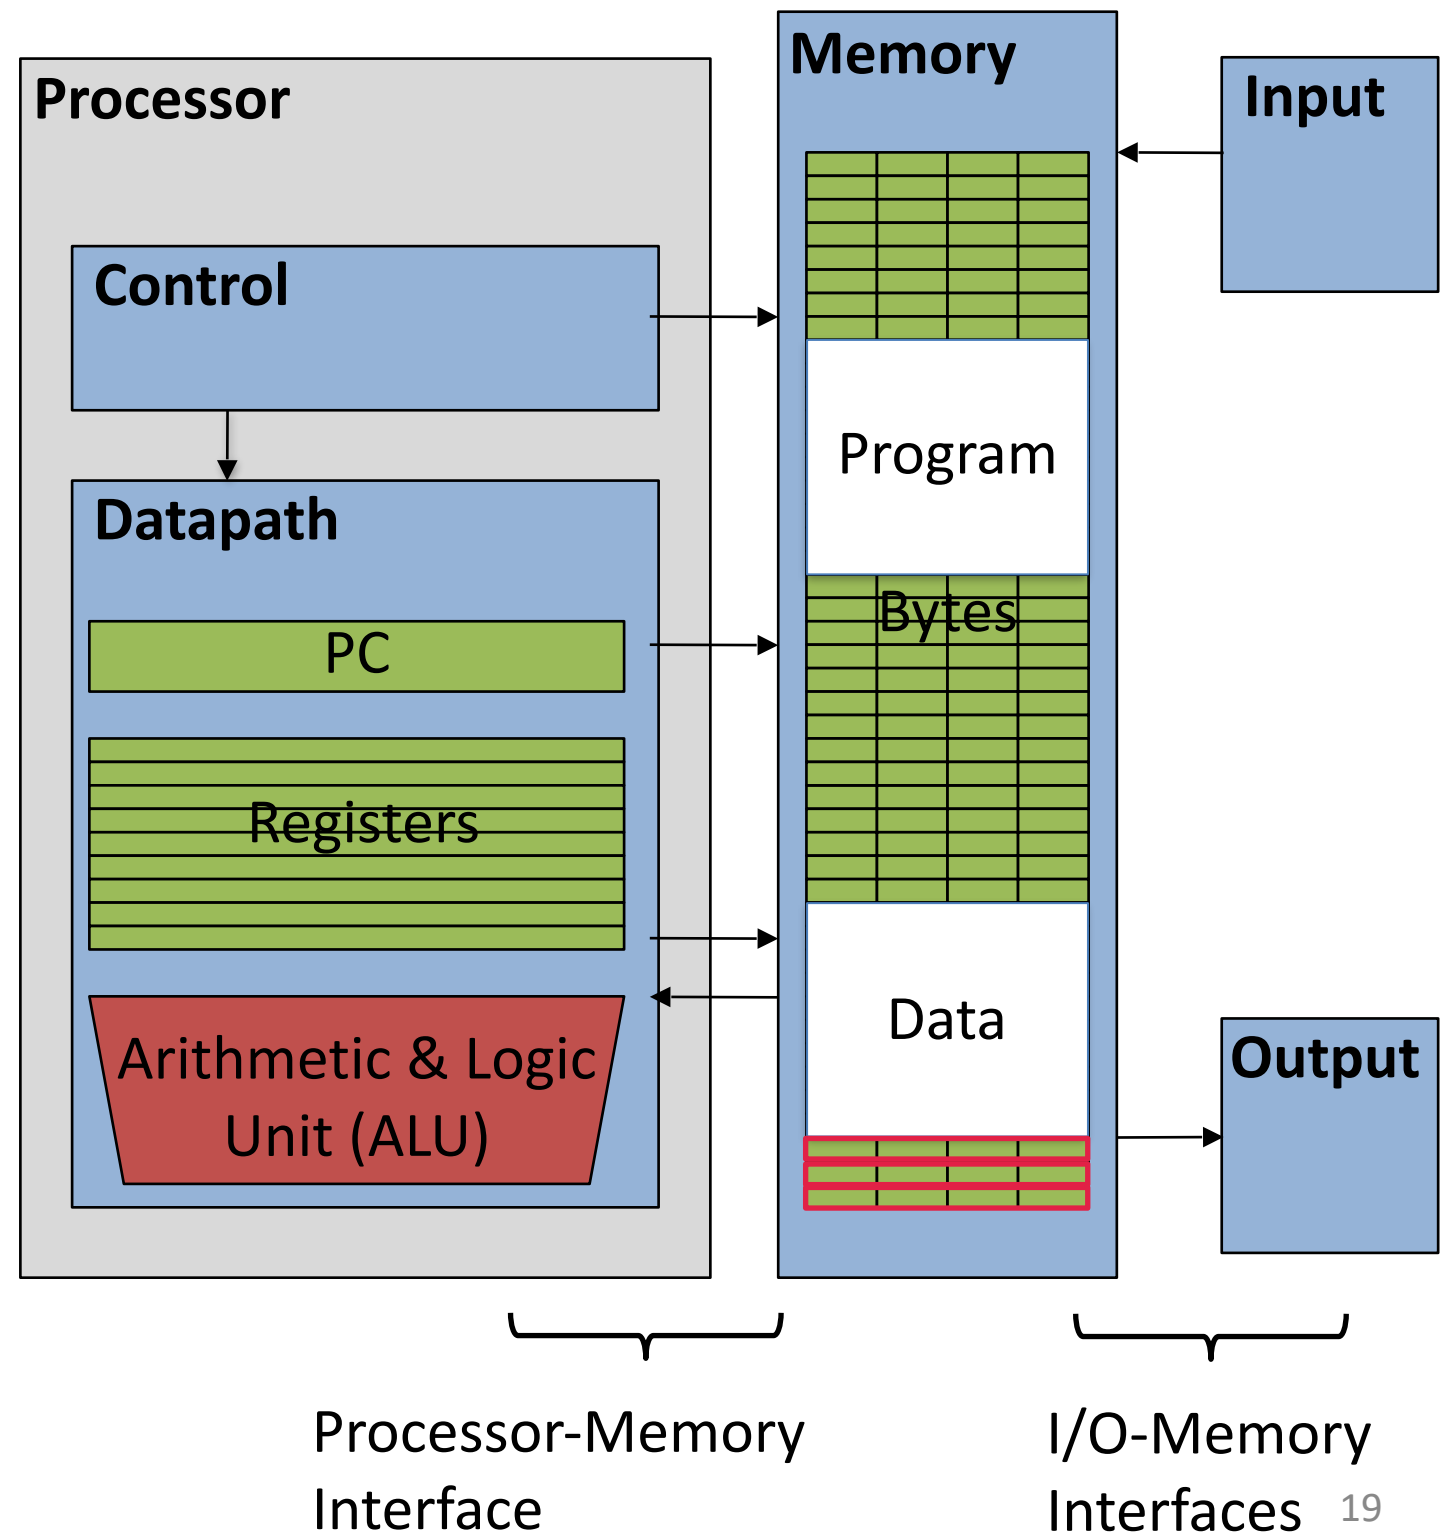 Processor
Control
Datapath
PC
Registers
Arithmetic & Logic
Unit (ALU)
Memory
Program
Bytes
Data
Input
Output
Processor-Memory
Interface
I/O-Memory
Interfaces
19